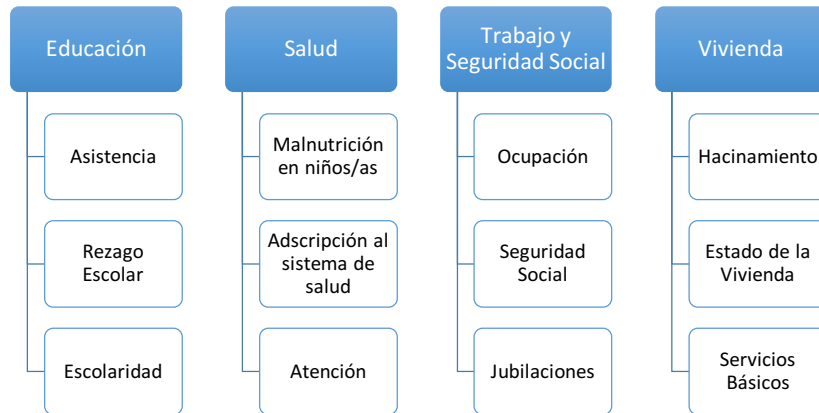 Educación
Asistencia
Rezago
Escolar
Escolaridad
Salud
Malnutrición
en niños/as
Adscripción al
sistema de
salud
Atención
Trabajo y
Seguridad Social
Ocupación
Seguridad
Social
Jubilaciones
Vivienda
Hacinamiento
Estado de la
Vivienda
Servicios
Básicos